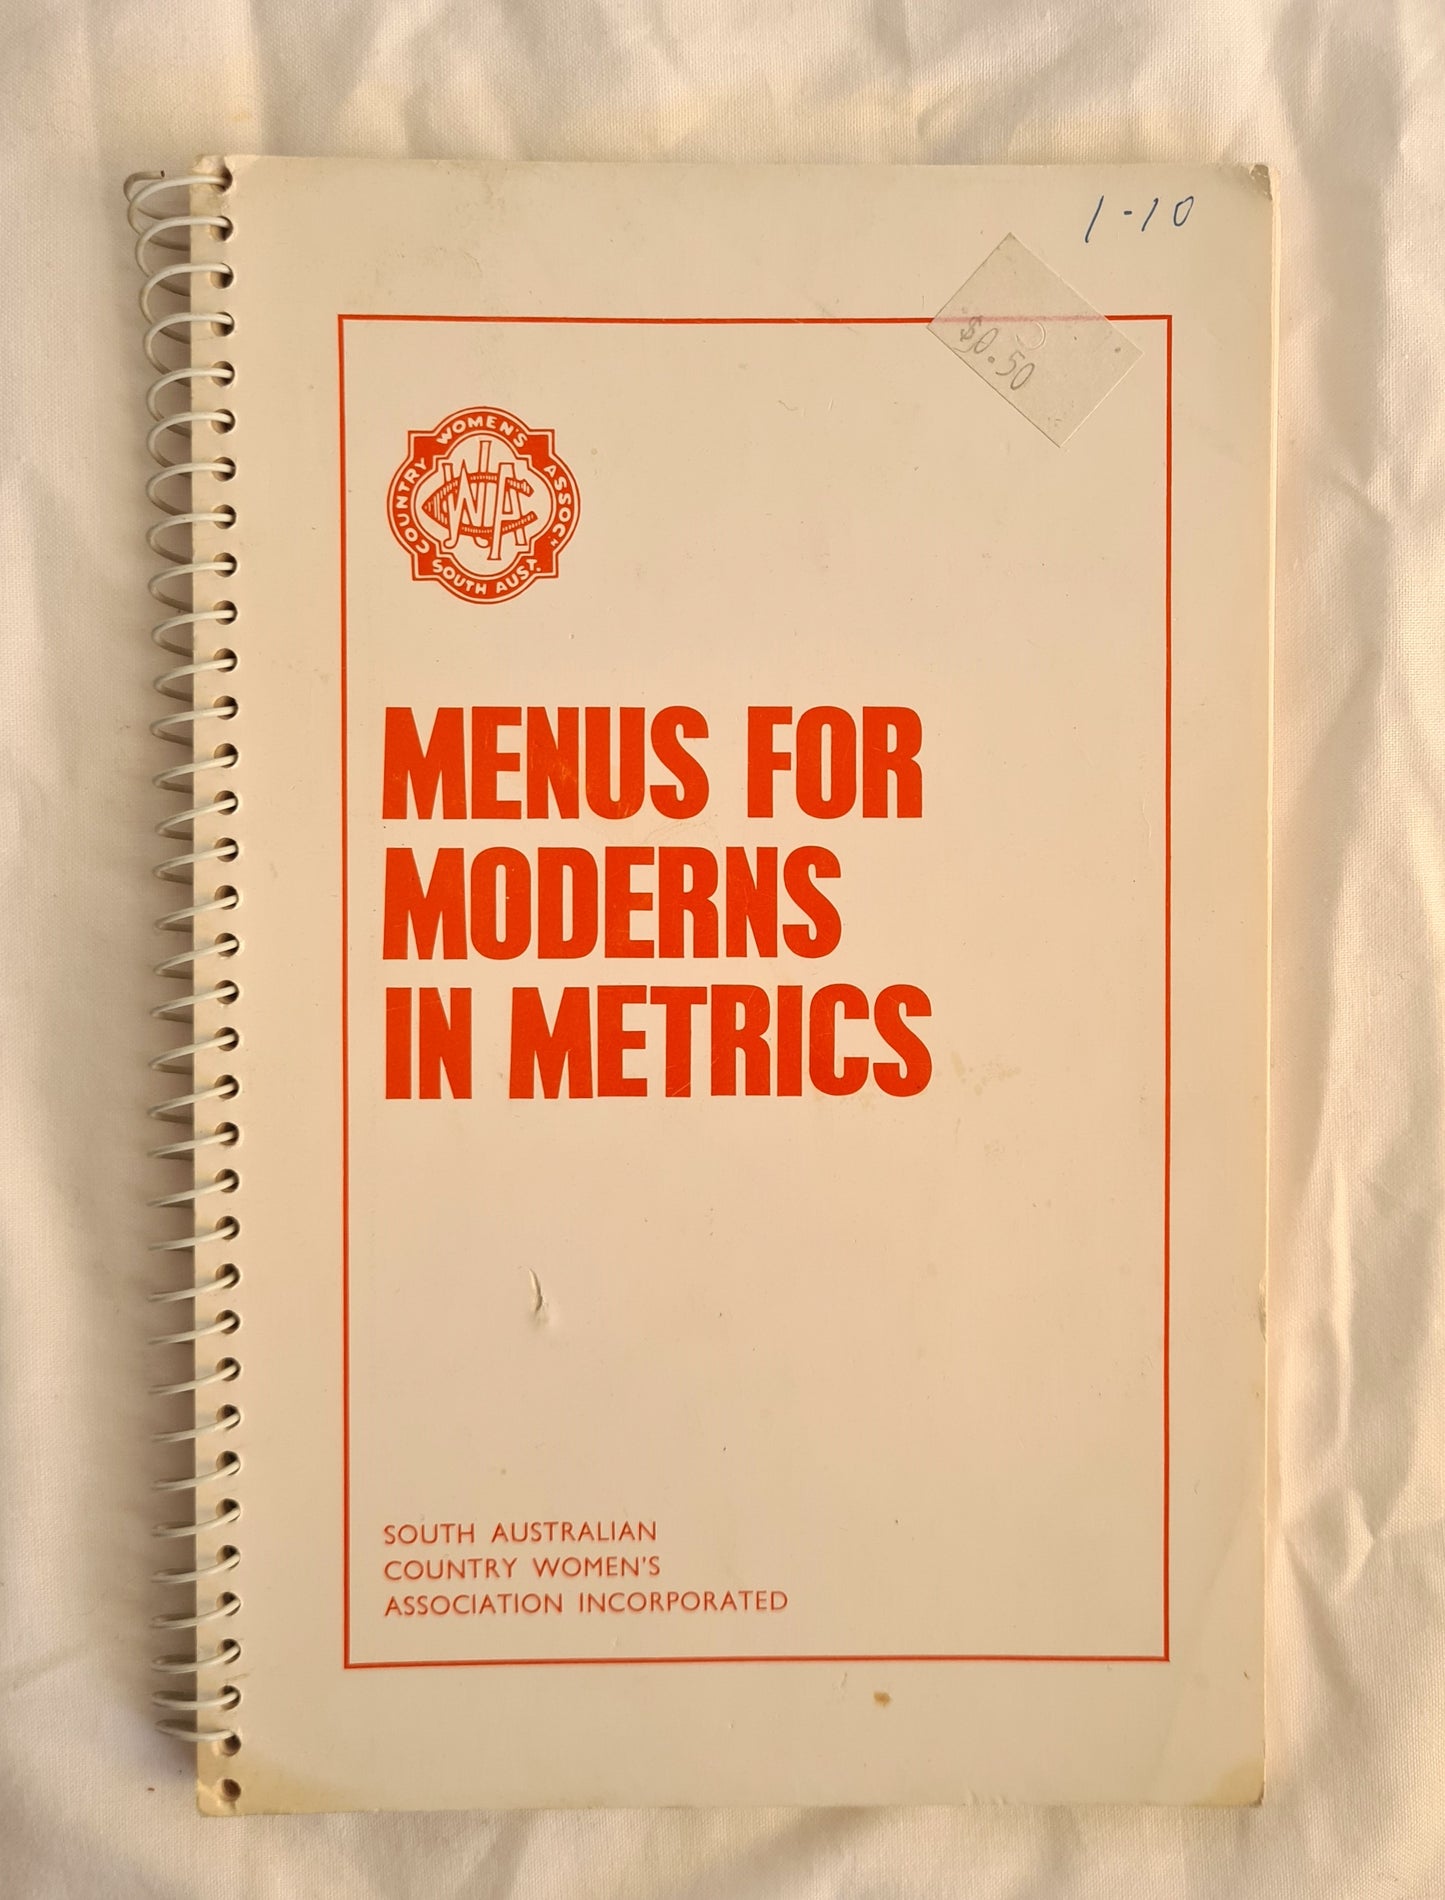 1-10
$0.50
COUNTRY WOMEN'S ASSOCN
SOUTH AUST.
CWA
MENUS FOR
MODERNS
IN METRICS
SOUTH AUSTRALIAN
COUNTRY WOMEN'S
ASSOCIATION INCORPORATED